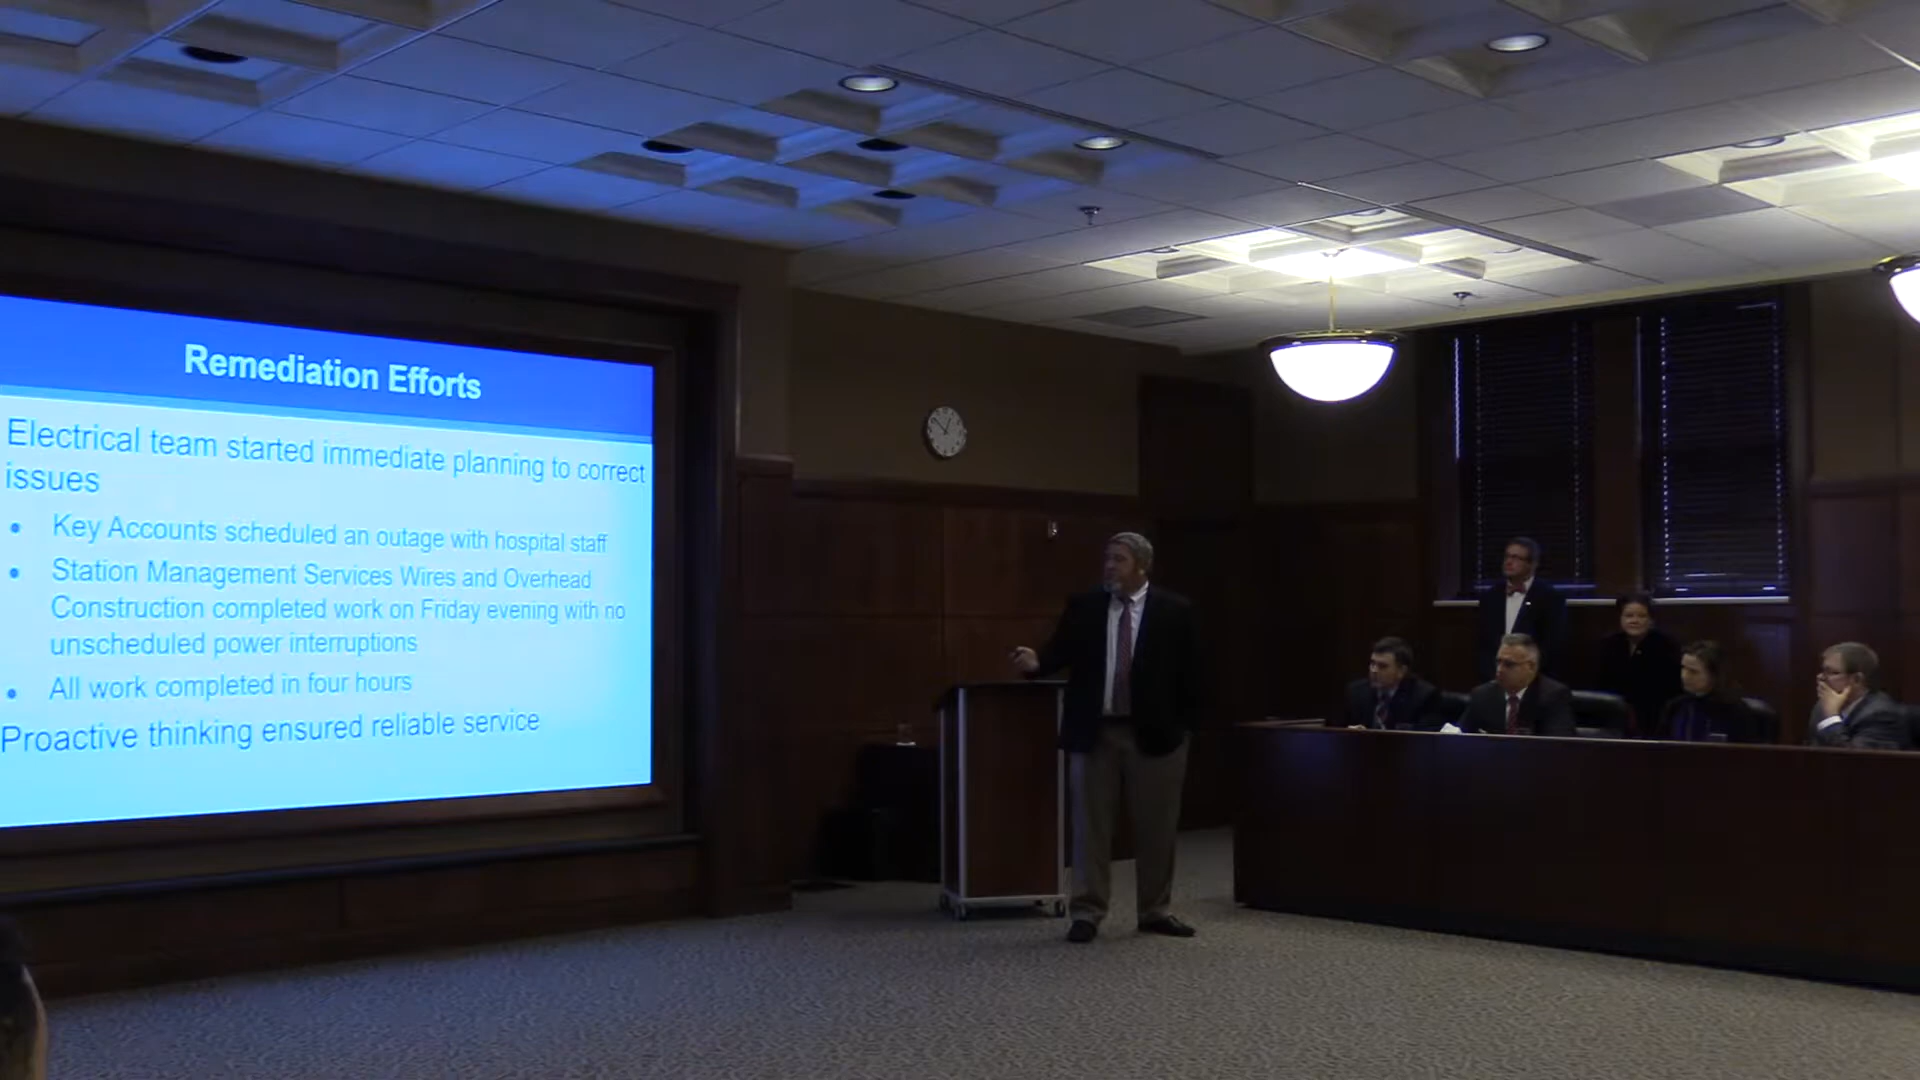 Remediation Efforts
Electrical team started immediate planning to correct
issues
• Key Accounts scheduled an outage with hospital staff
• Station Management Services Wires and Overhead
Construction completed work on Friday evening with no
unscheduled power interruptions
• All work completed in four hours
Proactive thinking ensured reliable service